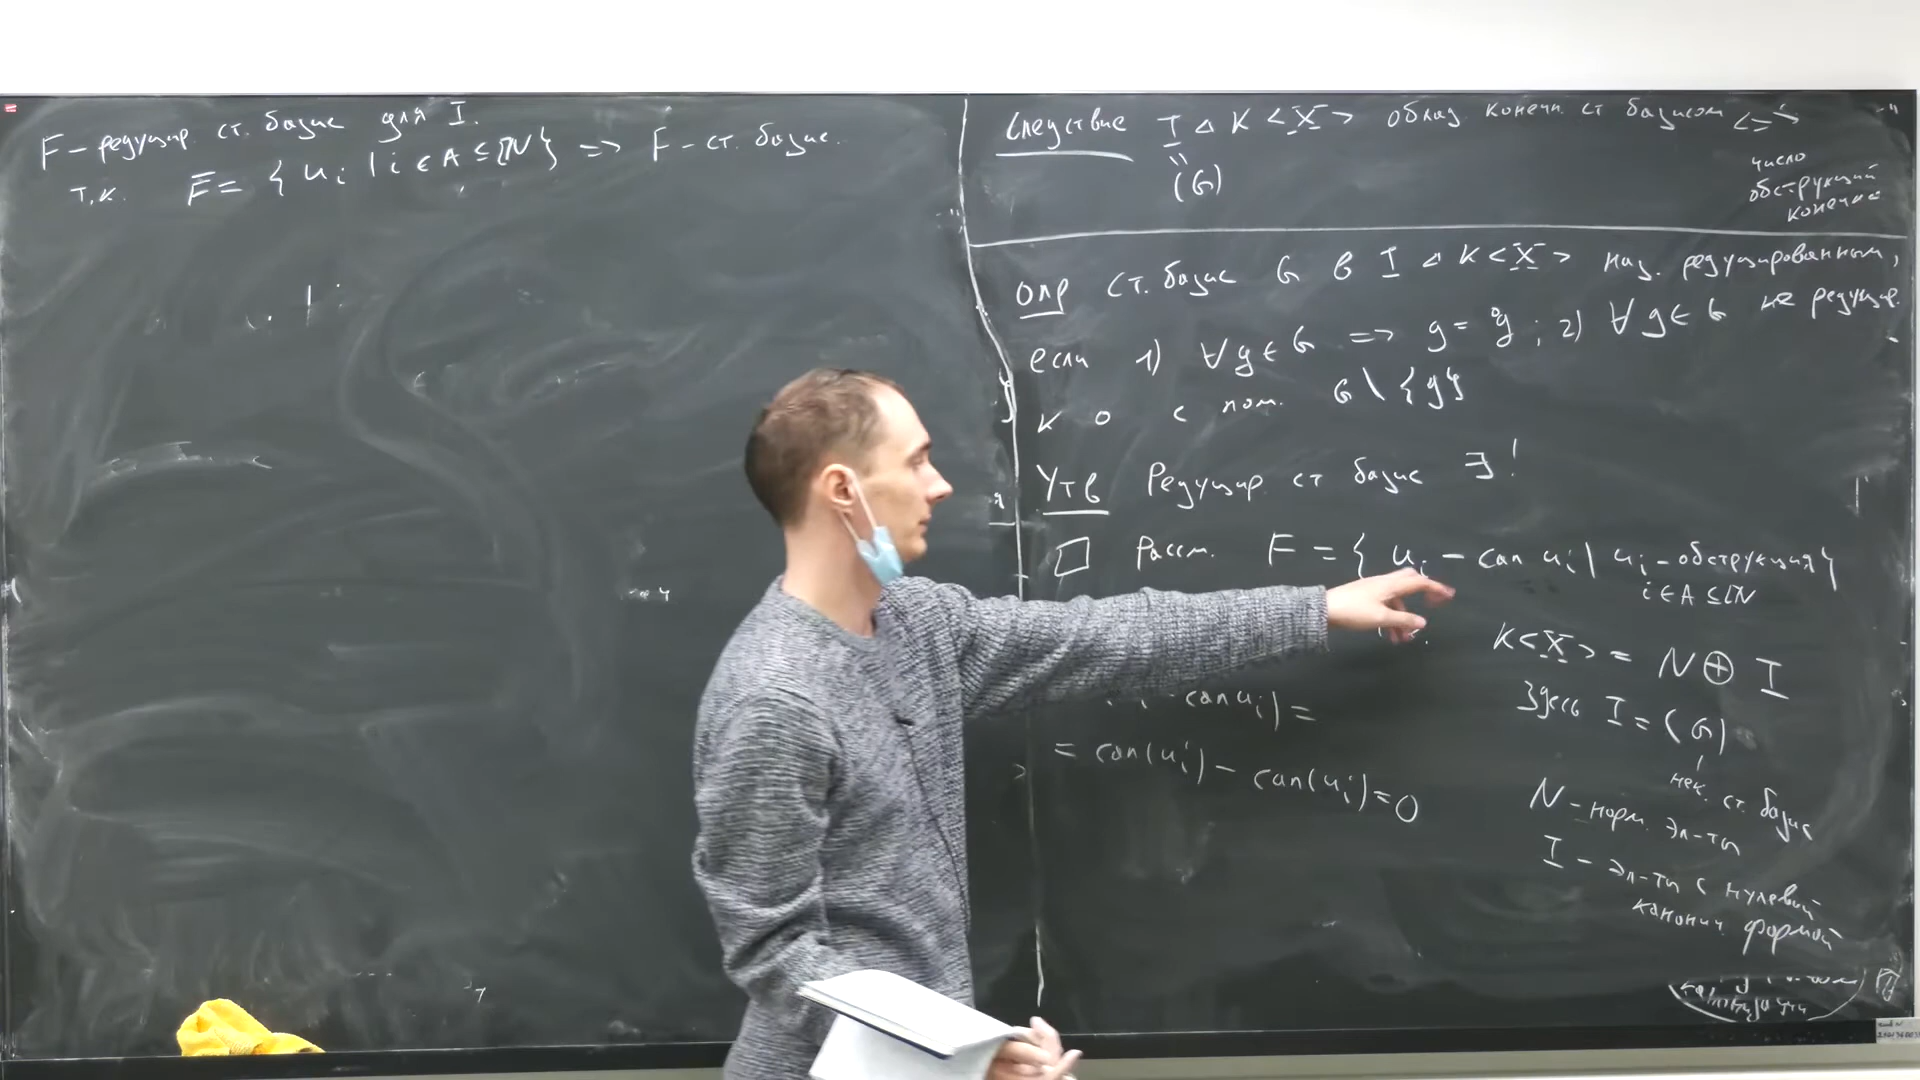 F – редуцир ст. базис для I.
т.к. F̅ = { u_i | i ∈ A ⊆ ℕ } => F – ст. базис.
Следствие I ◁ K<X> облад. конечн. ст базисом <=>
(G)
число
обструкций
конечно
Опр Ст. базис G в I ◁ K<X> наз. редуцированным,
если 1) ∀g ∈ G => g = g̊ ; 2) ∀g ∈ G не редуцир.
к 0 с пом. G \ {g}
Утв Редуцир. ст базис ∃!
□ Рассм. F = { u_i – can u_i | u_i – обструкция }
i ∈ A ⊆ ℕ
K<X> = N ⊕ I
– can u_i) =
Здесь I = (G)
= can(u_i) – can(u_i) = 0
нек. ст. базис
N – норм. эл-ты
I – эл-ты с нулевой
канонич. формой